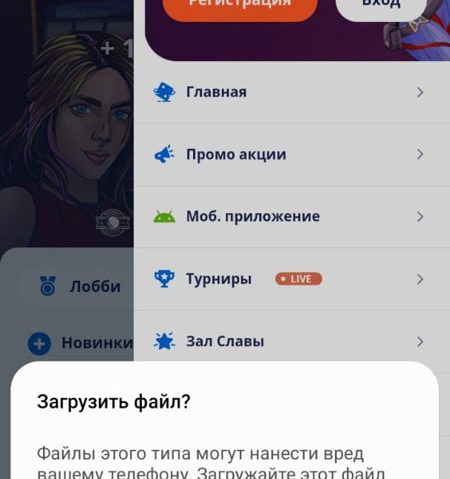 Регистрация
Вход
+ 1
Главная
Промо акции
Моб. приложение
Турниры
LIVE
Лобби
Зал Славы
Новинки
Загрузить файл?
Файлы этого типа могут нанести вред
вашему телефону. Загружайте этот файл